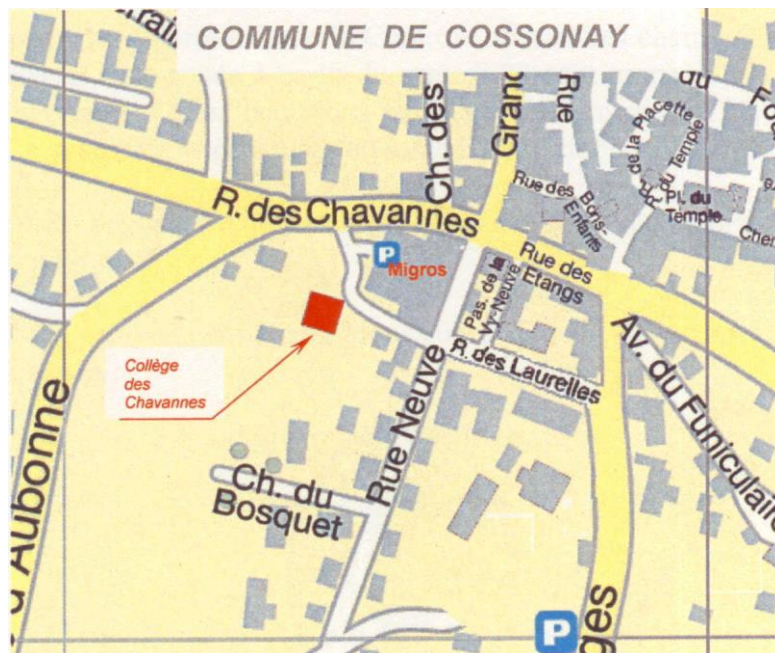 COMMUNE DE COSSONAY
Ch. des
Rue
du
R. des Chavannes
de la Placette
du Temple
Rue des
Bons-
Enfants
Pl. du
Temple
P
Migros
Pas. de la
Vy-Neuve
Rue des
Etangs
R. des Laurelles
Av. du Funiculaire
Collège
des
Chavannes
Rue Neuve
d'Aubonne
Ch. du
Bosquet
P